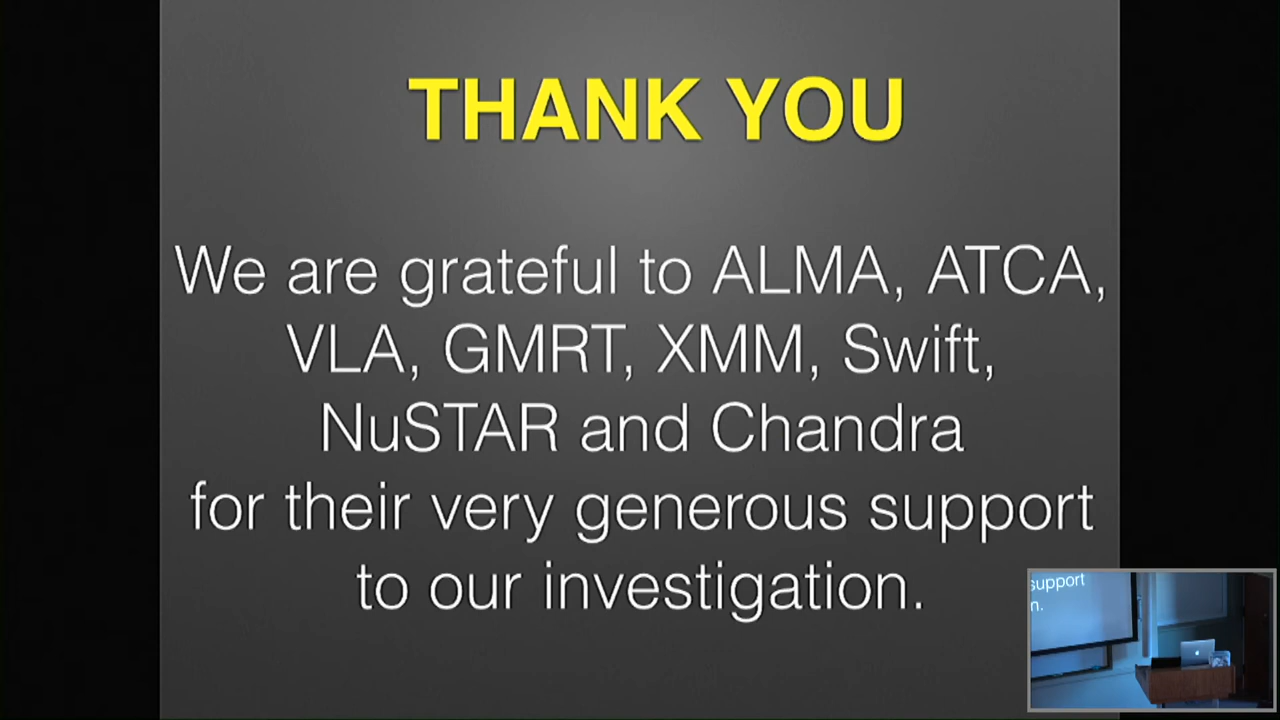 THANK YOU
We are grateful to ALMA, ATCA,
VLA, GMRT, XMM, Swift,
NuSTAR and Chandra
for their very generous support
to our investigation.
support
n.